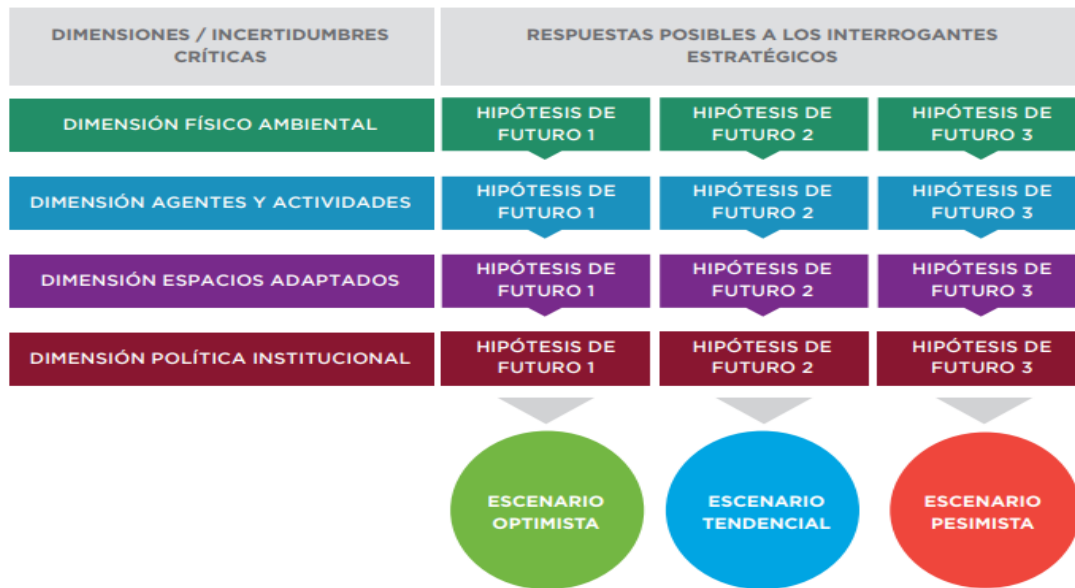 DIMENSIONES / INCERTIDUMBRES
CRÍTICAS
RESPUESTAS POSIBLES A LOS INTERROGANTES
ESTRATÉGICOS
DIMENSIÓN FÍSICO AMBIENTAL
HIPÓTESIS DE
FUTURO 1
HIPÓTESIS DE
FUTURO 2
HIPÓTESIS DE
FUTURO 3
DIMENSIÓN AGENTES Y ACTIVIDADES
HIPÓTESIS DE
FUTURO 1
HIPÓTESIS DE
FUTURO 2
HIPÓTESIS DE
FUTURO 3
DIMENSIÓN ESPACIOS ADAPTADOS
HIPÓTESIS DE
FUTURO 1
HIPÓTESIS DE
FUTURO 2
HIPÓTESIS DE
FUTURO 3
DIMENSIÓN POLÍTICA INSTITUCIONAL
HIPÓTESIS DE
FUTURO 1
HIPÓTESIS DE
FUTURO 2
HIPÓTESIS DE
FUTURO 3
ESCENARIO
OPTIMISTA
ESCENARIO
TENDENCIAL
ESCENARIO
PESIMISTA